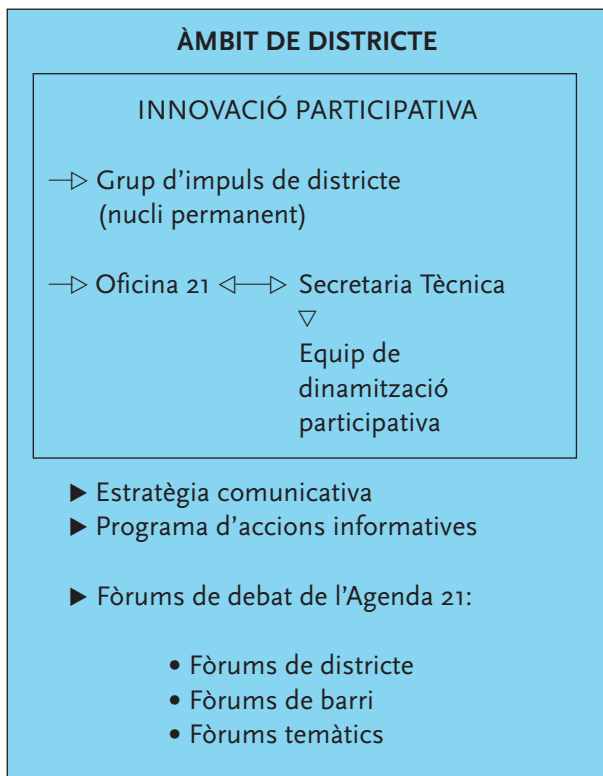 ÀMBIT DE DISTRICTE
INNOVACIÓ PARTICIPATIVA
Grup d’impuls de districte
(nucli permanent)
Oficina 21 Secretaria Tècnica
Equip de
dinamització
participativa
Estratègia comunicativa
Programa d’accions informatives
Fòrums de debat de l’Agenda 21:
• Fòrums de districte
• Fòrums de barri
• Fòrums temàtics